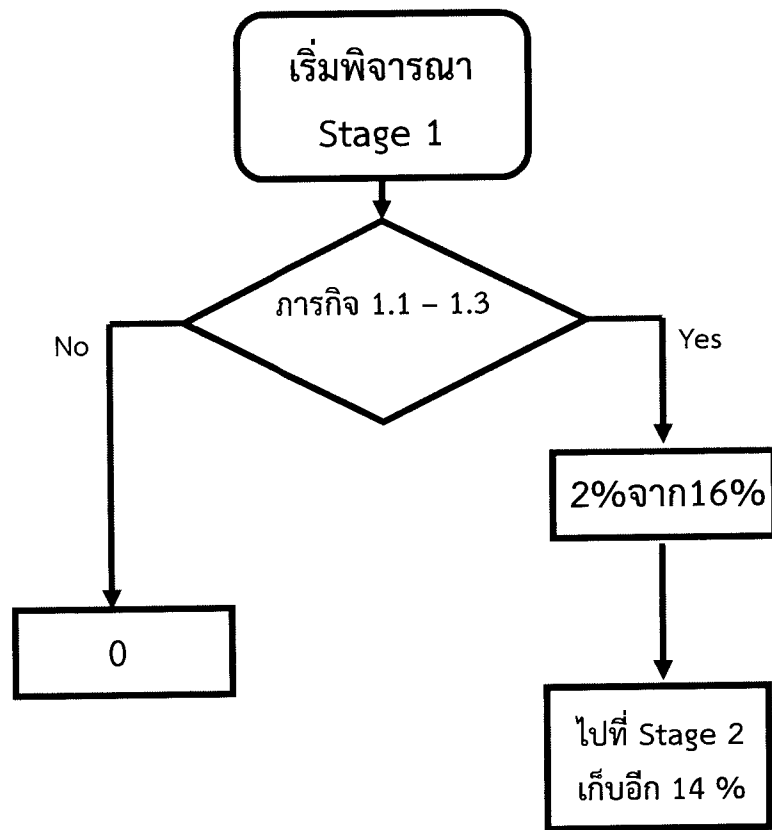 เริ่มพิจารณา
Stage 1
ภารกิจ 1.1 – 1.3
No
Yes
2%จาก16%
0
ไปที่ Stage 2
เก็บอีก 14 %